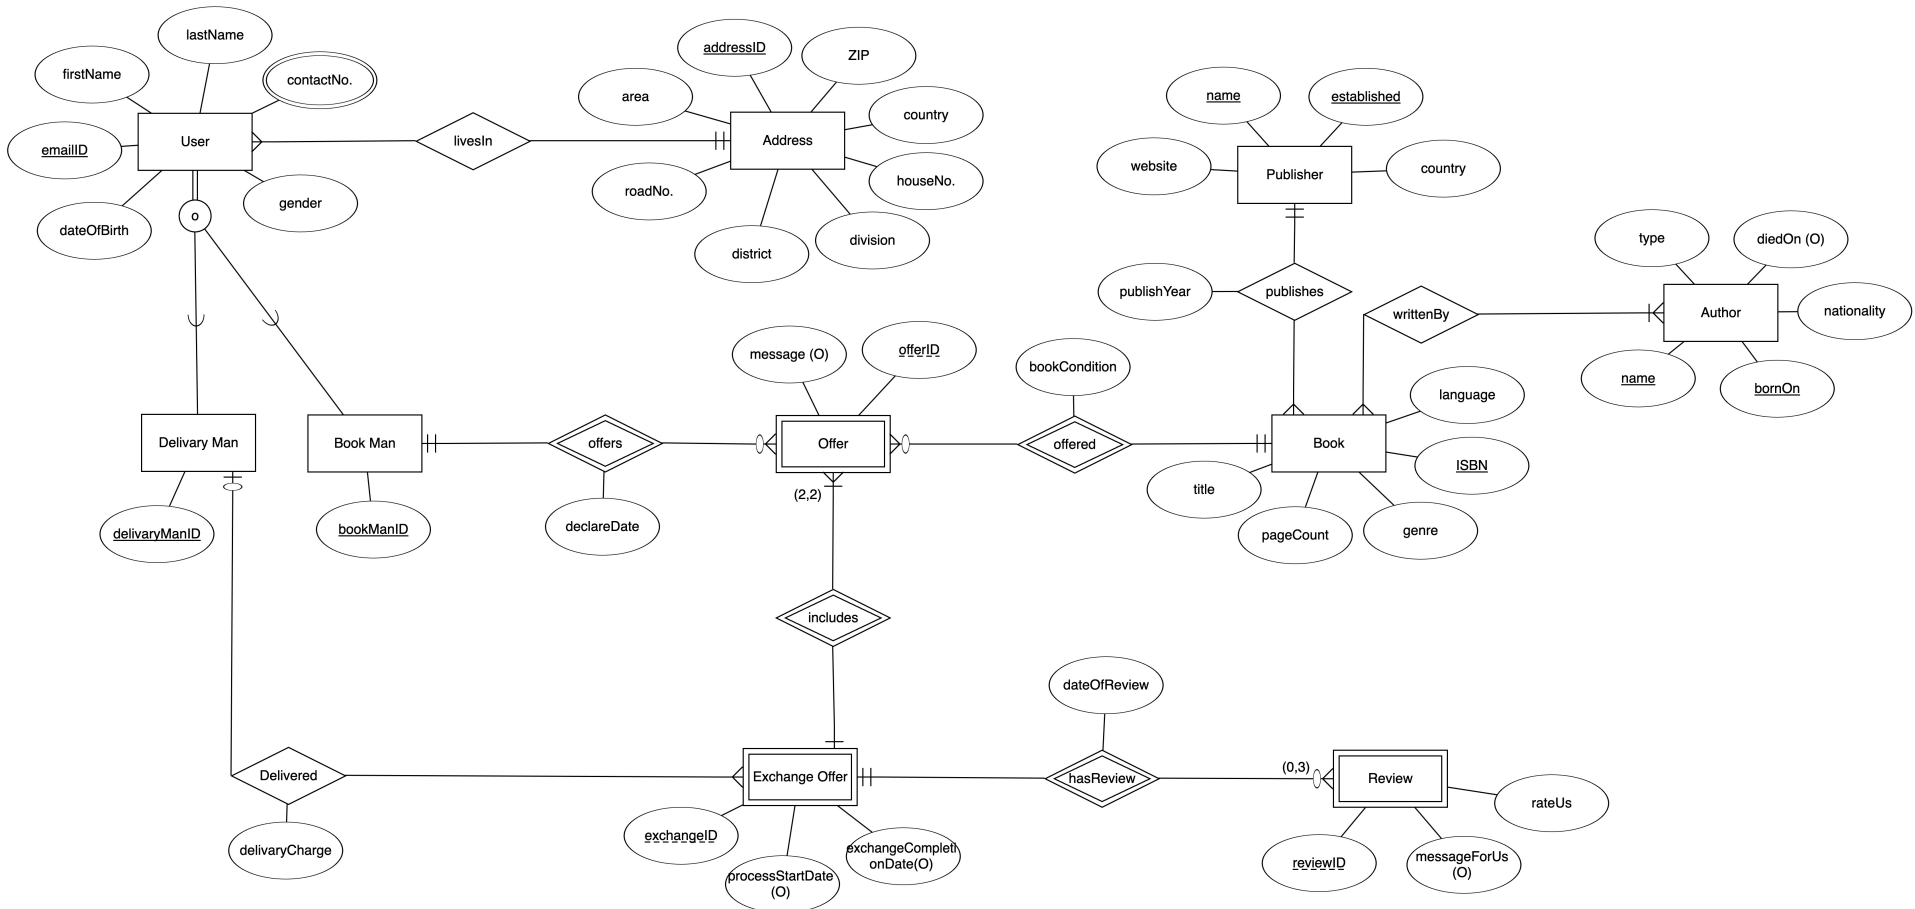 lastName
firstName
contactNo.
User
emailID
dateOfBirth
gender
o
livesIn
addressID
ZIP
area
country
Address
roadNo.
houseNo.
district
division
name
established
website
Publisher
country
publishYear
publishes
type
diedOn (O)
writtenBy
Author
nationality
name
bornOn
message (O)
offerID
bookCondition
language
Delivary Man
Book Man
offers
Offer
offered
Book
ISBN
title
(2,2)
pageCount
genre
delivaryManID
bookManID
declareDate
includes
dateOfReview
Delivered
Exchange Offer
hasReview
(0,3)
Review
rateUs
exchangeID
delivaryCharge
exchangeCompleti
onDate(O)
processStartDate
(O)
reviewID
messageForUs
(O)